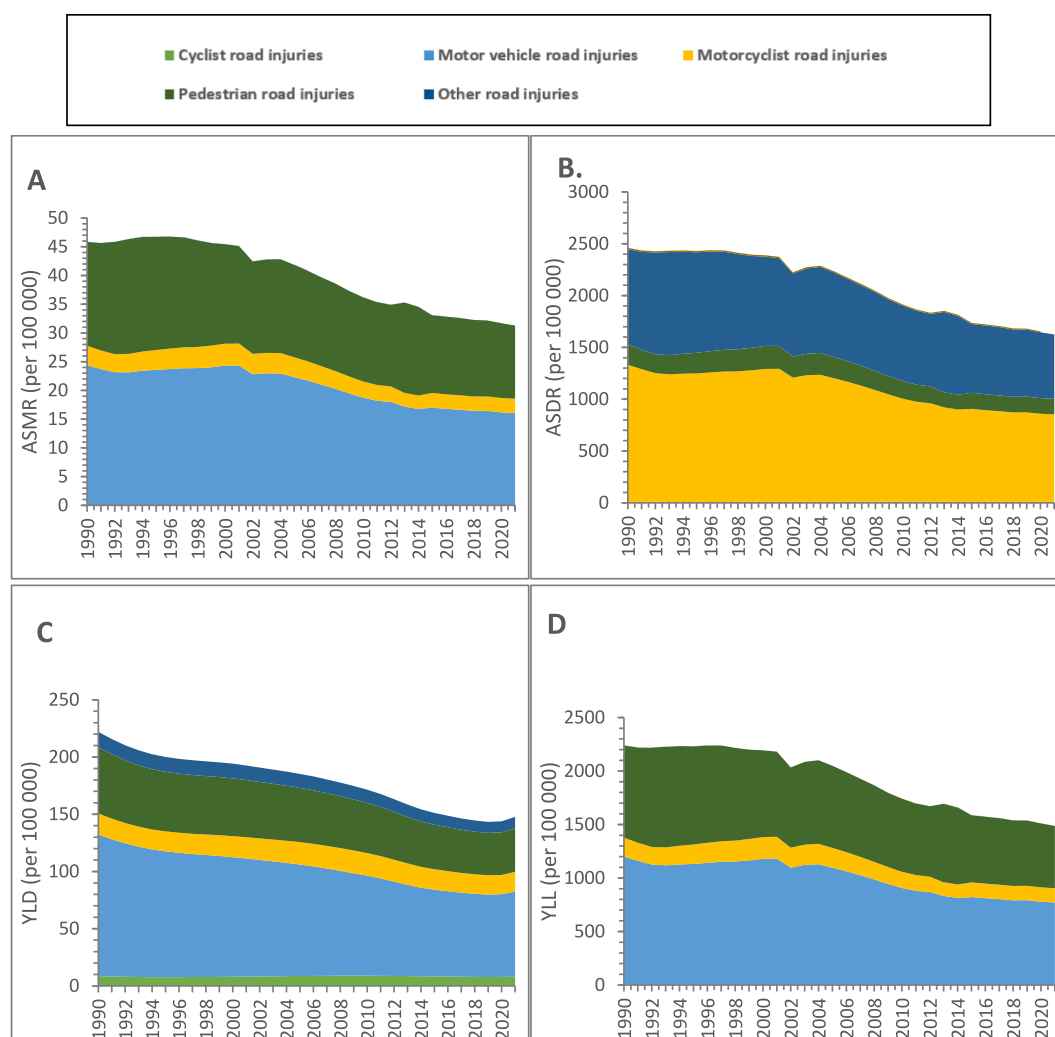 Cyclist road injuries Motor vehicle road injuries Motorcyclist road injuries
Pedestrian road injuries Other road injuries
A
ASMR (per 100 000)
50
45
40
35
30
25
20
15
10
5
0
1990 1992 1994 1996 1998 2000 2002 2004 2006 2008 2010 2012 2014 2016 2018 2020
B.
ASDR (per 100 000)
3000
2500
2000
1500
1000
500
0
1990 1992 1994 1996 1998 2000 2002 2004 2006 2008 2010 2012 2014 2016 2018 2020
C
YLD (per 100 000)
250
200
150
100
50
0
1990 1992 1994 1996 1998 2000 2002 2004 2006 2008 2010 2012 2014 2016 2018 2020
D
YLL (per 100 000)
2500
2000
1500
1000
500
0
1990 1992 1994 1996 1998 2000 2002 2004 2006 2008 2010 2012 2014 2016 2018 2020